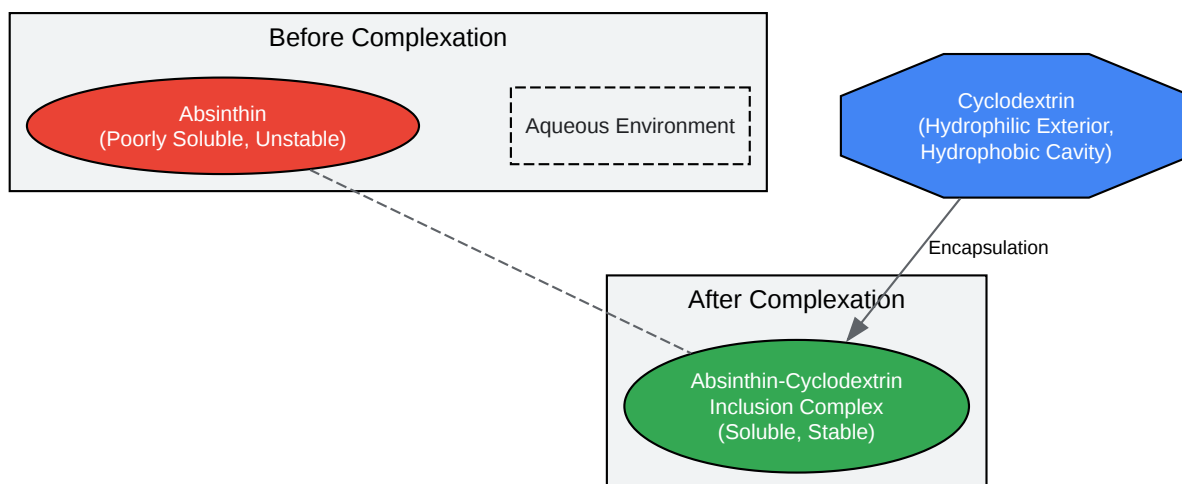 Before Complexation
Absinthin
(Poorly Soluble, Unstable)
Aqueous Environment
Cyclodextrin
(Hydrophilic Exterior,
Hydrophobic Cavity)
Encapsulation
After Complexation
Absinthin-Cyclodextrin
Inclusion Complex
(Soluble, Stable)